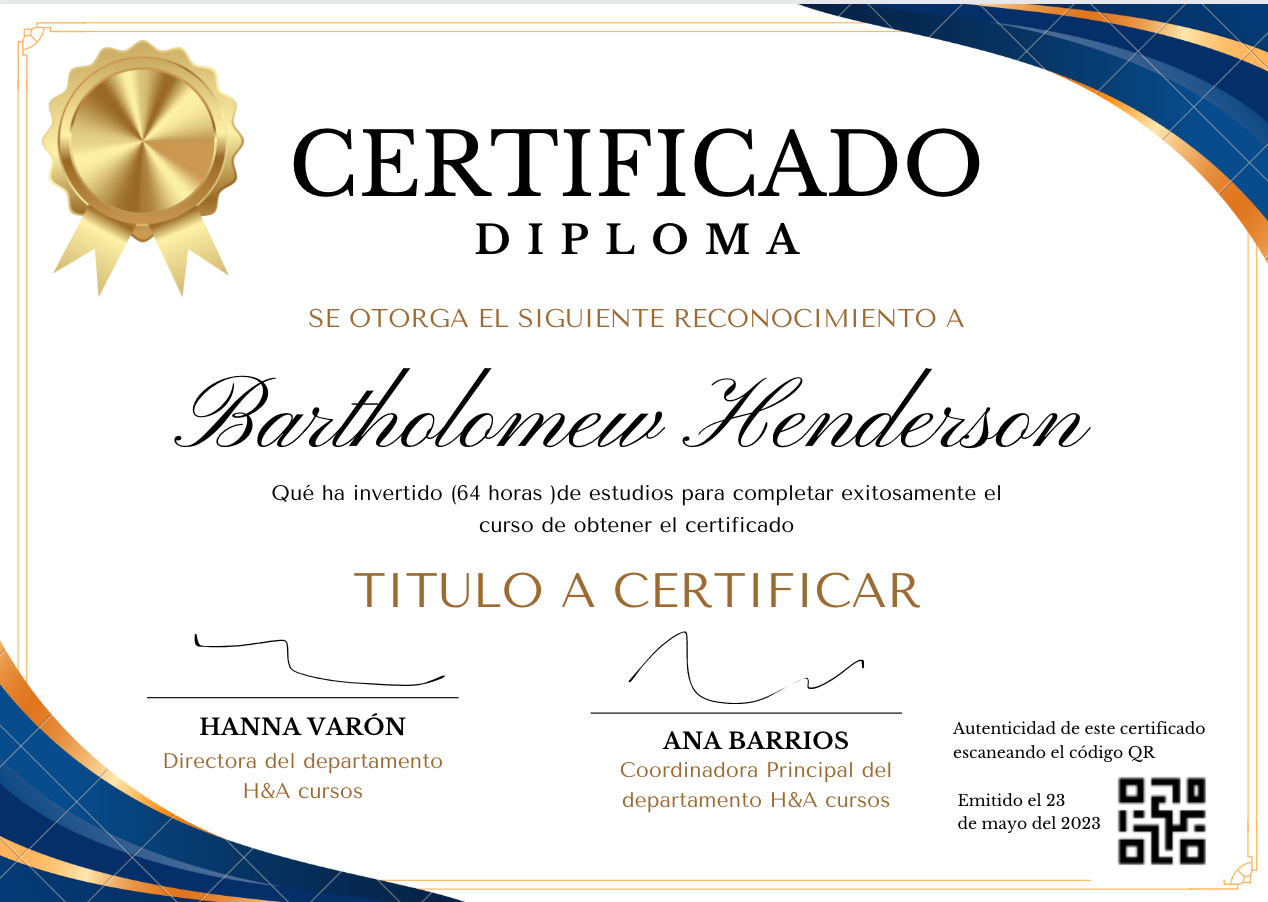 CERTIFICADO
DIPLOMA
SE OTORGA EL SIGUIENTE RECONOCIMIENTO A
Bartholomew Henderson
Qué ha invertido (64 horas )de estudios para completar exitosamente el
curso de obtener el certificado
TITULO A CERTIFICAR
HANNA VARÓN
Directora del departamento
H&A cursos
ANA BARRIOS
Coordinadora Principal del
departamento H&A cursos
Autenticidad de este certificado
escaneando el código QR
Emitido el 23
de mayo del 2023